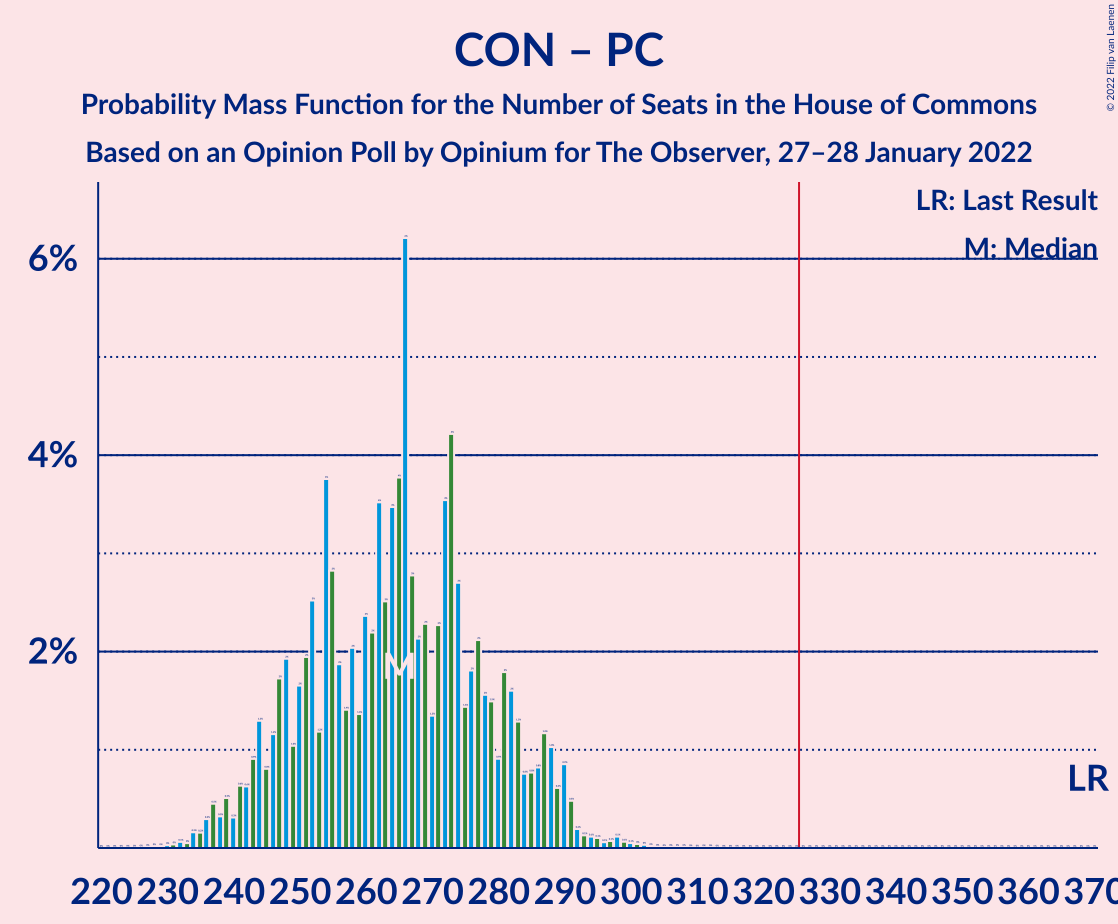 CON – PC
Probability Mass Function for the Number of Seats in the House of Commons
Based on an Opinion Poll by Opinium for The Observer, 27–28 January 2022
© 2022 Filip van Laenen
LR: Last Result
M: Median
6%
4%
2%
M
LR
220 230 240 250 260 270 280 290 300 310 320 330 340 350 360 370